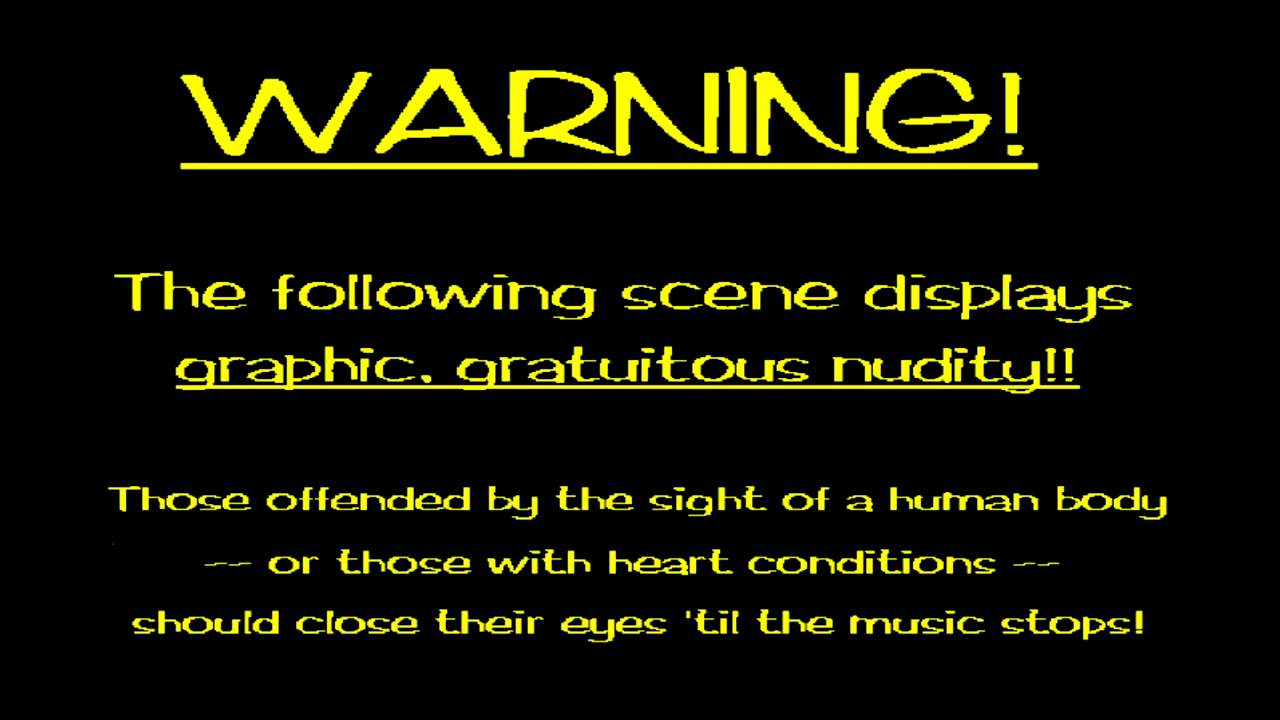 WARNING!
The following scene displays
graphic, gratuitous nudity!!
Those offended by the sight of a human body
-- or those with heart conditions --
should close their eyes 'til the music stops!